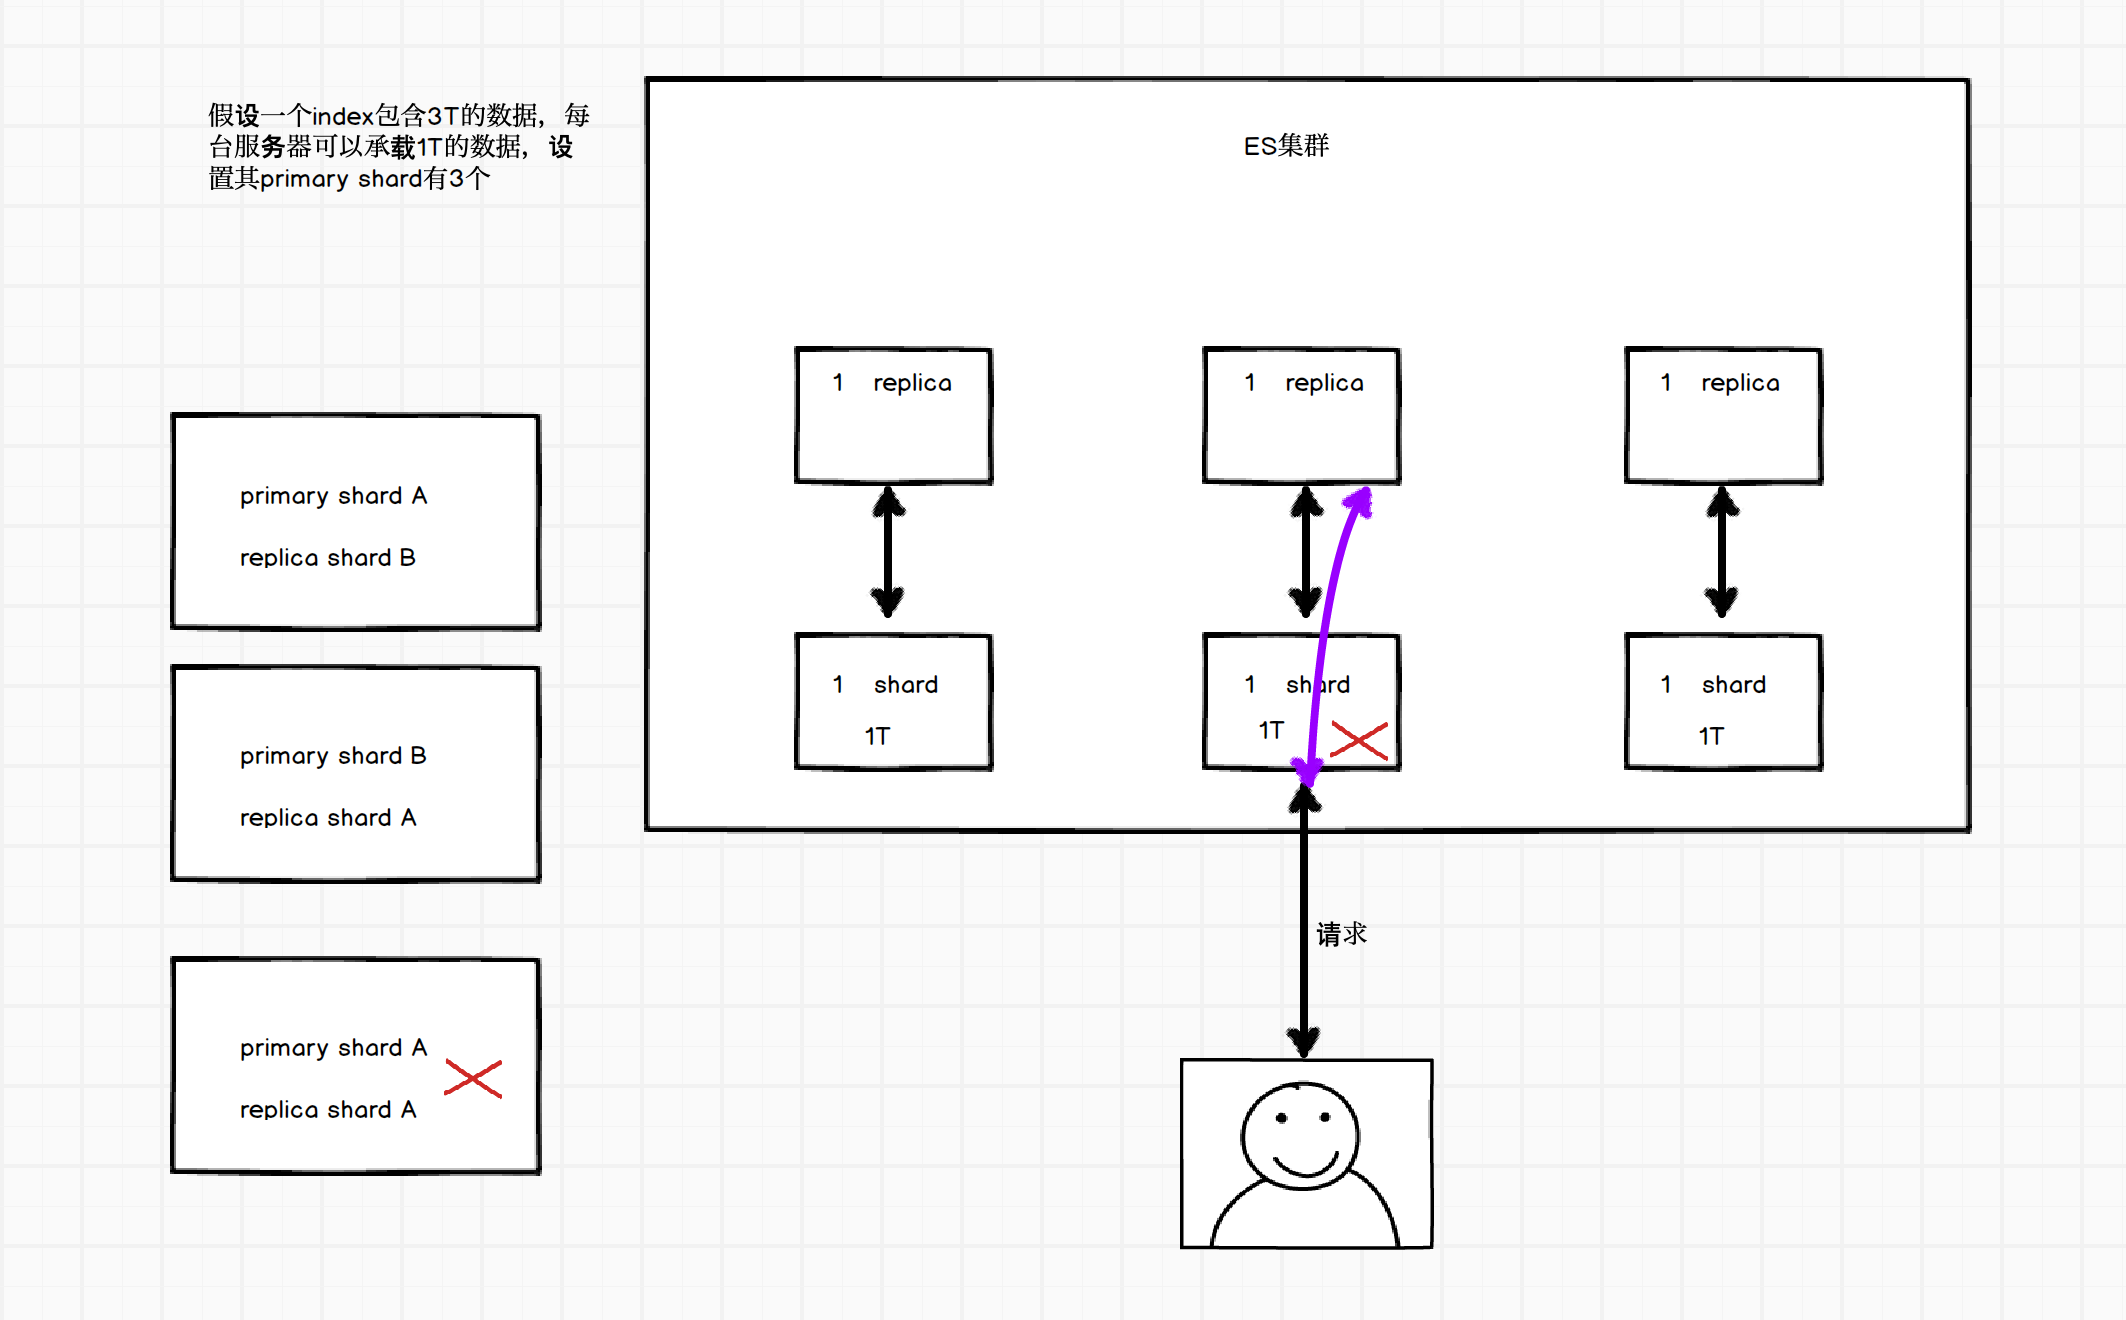 假设一个index包含3T的数据，每
台服务器可以承载1T的数据，设
置其primary shard有3个
ES集群
1 replica
1 replica
1 replica
primary shard A
replica shard B
1 shard
1T
1 shard
1T
1 shard
1T
primary shard B
replica shard A
请求
primary shard A
replica shard A